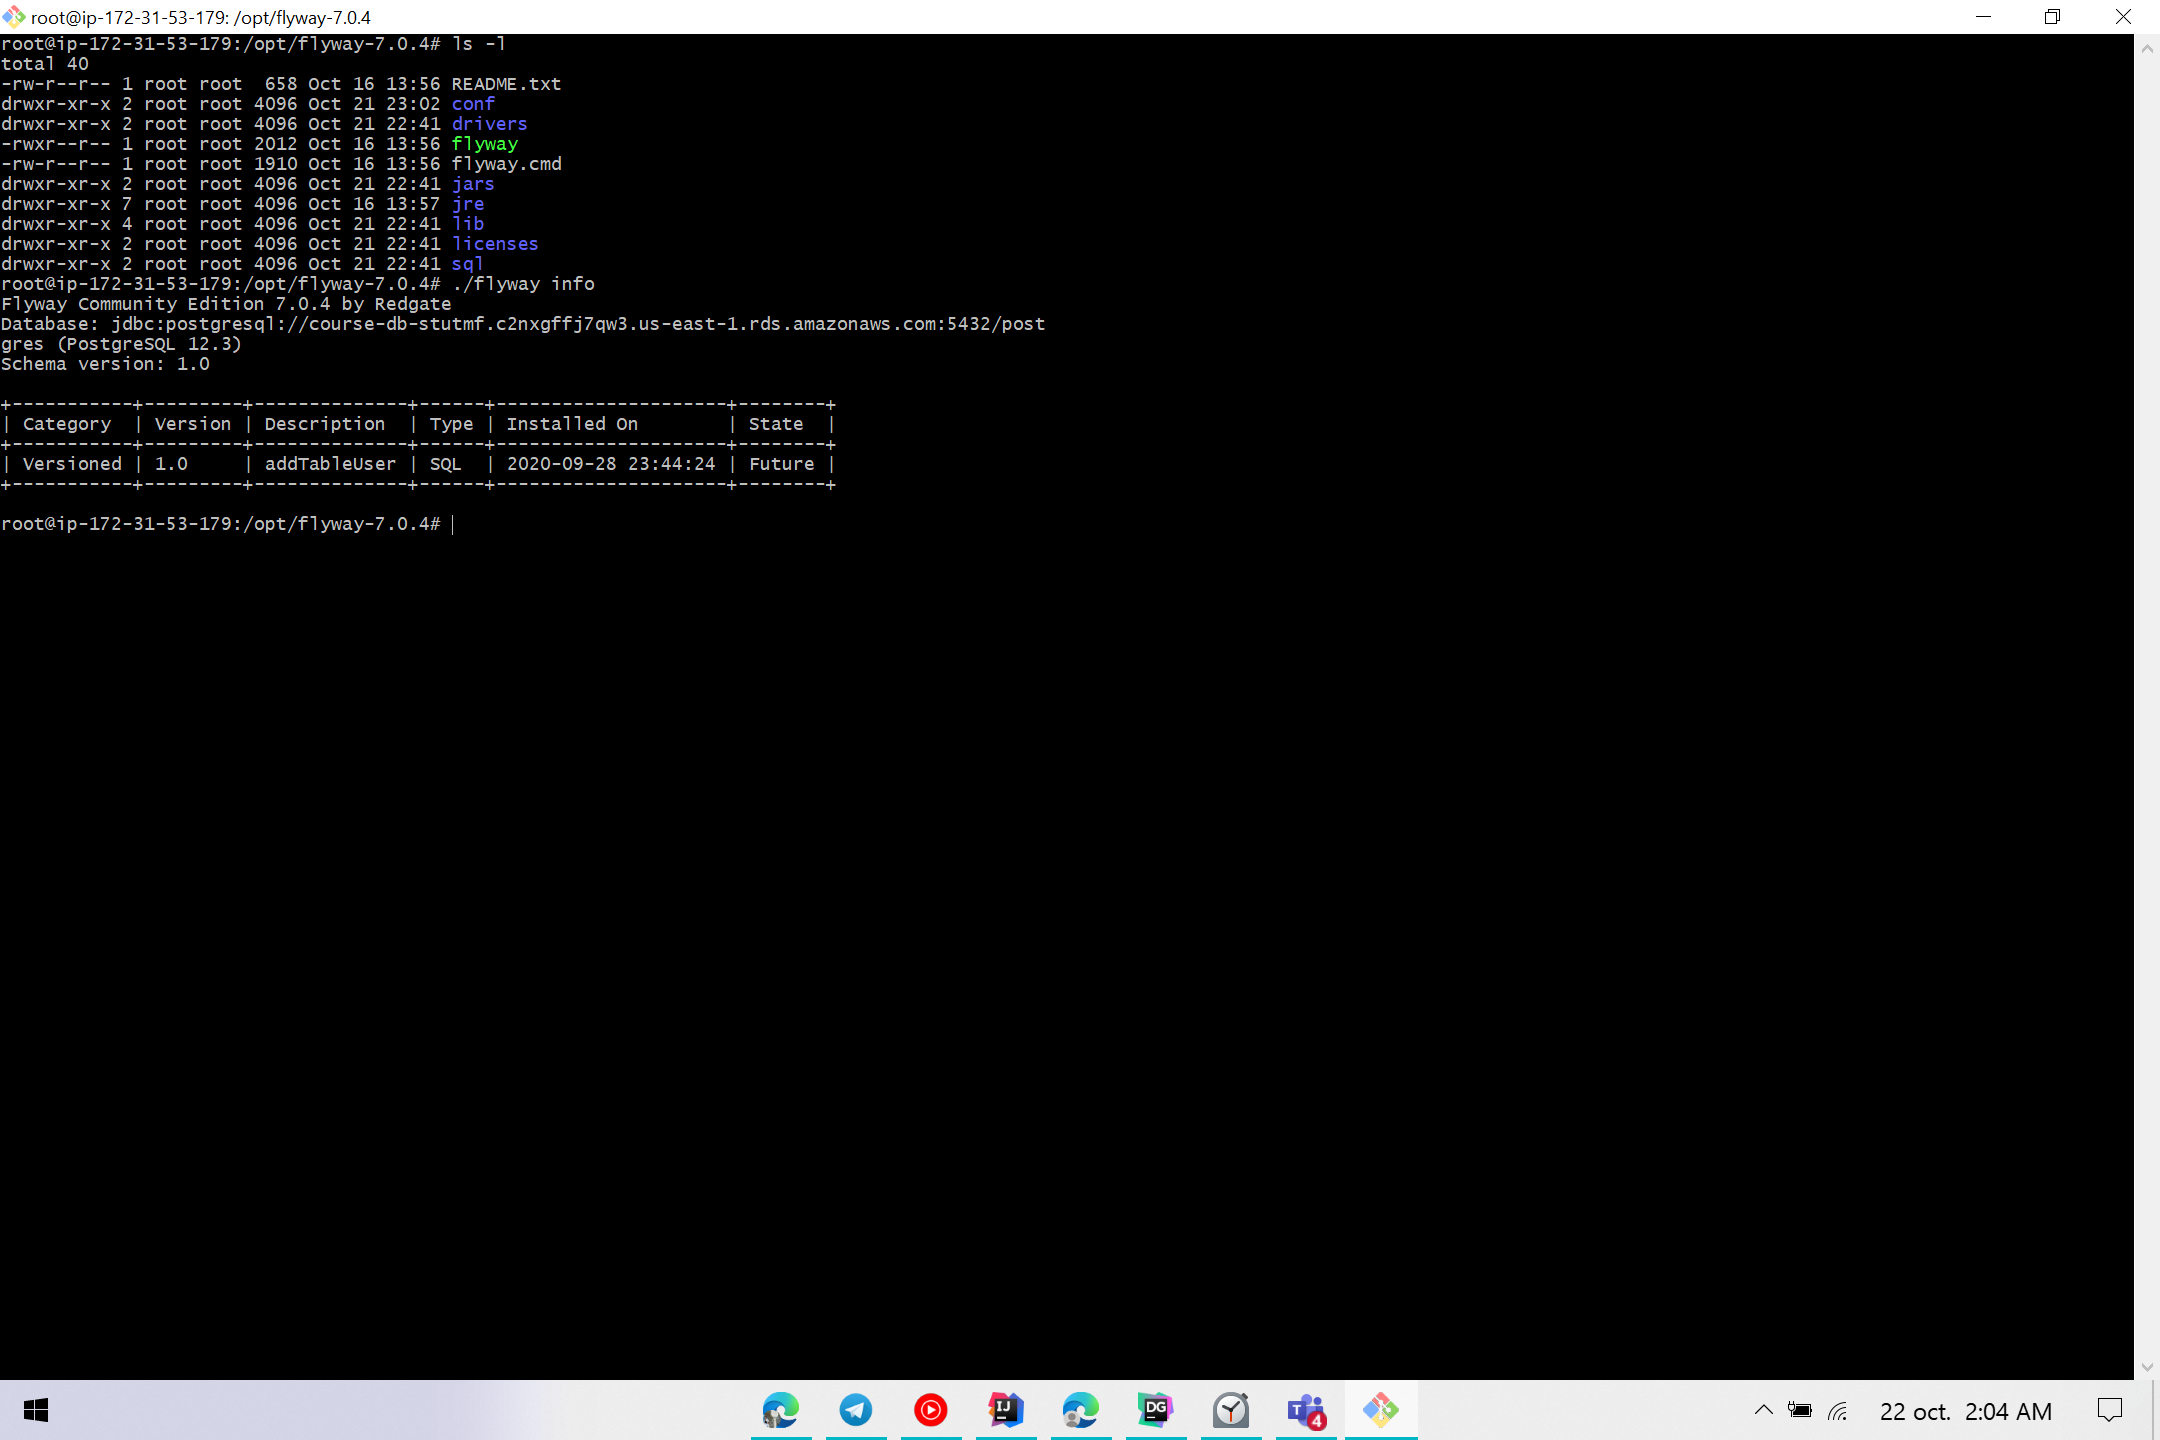 root@ip-172-31-53-179: /opt/flyway-7.0.4
root@ip-172-31-53-179:/opt/flyway-7.0.4# ls -l
total 40
-rw-r--r-- 1 root root  658 Oct 16 13:56 README.txt
drwxr-xr-x 2 root root 4096 Oct 21 23:02 conf
drwxr-xr-x 2 root root 4096 Oct 21 22:41 drivers
-rwxr--r-- 1 root root 2012 Oct 16 13:56 flyway
-rw-r--r-- 1 root root 1910 Oct 16 13:56 flyway.cmd
drwxr-xr-x 2 root root 4096 Oct 21 22:41 jars
drwxr-xr-x 7 root root 4096 Oct 16 13:57 jre
drwxr-xr-x 4 root root 4096 Oct 21 22:41 lib
drwxr-xr-x 2 root root 4096 Oct 21 22:41 licenses
drwxr-xr-x 2 root root 4096 Oct 21 22:41 sql
root@ip-172-31-53-179:/opt/flyway-7.0.4# ./flyway info
Flyway Community Edition 7.0.4 by Redgate
Database: jdbc:postgresql://course-db-stutmf.c2nxgffj7qw3.us-east-1.rds.amazonaws.com:5432/post
gres (PostgreSQL 12.3)
Schema version: 1.0
+-----------+---------+--------------+------+---------------------+--------+
| Category  | Version | Description  | Type | Installed On        | State  |
+-----------+---------+--------------+------+---------------------+--------+
| Versioned | 1.0     | addTableUser | SQL  | 2020-09-28 23:44:24 | Future |
+-----------+---------+--------------+------+---------------------+--------+
root@ip-172-31-53-179:/opt/flyway-7.0.4#
IJ
DG
T
4
22 oct. 2:04 AM